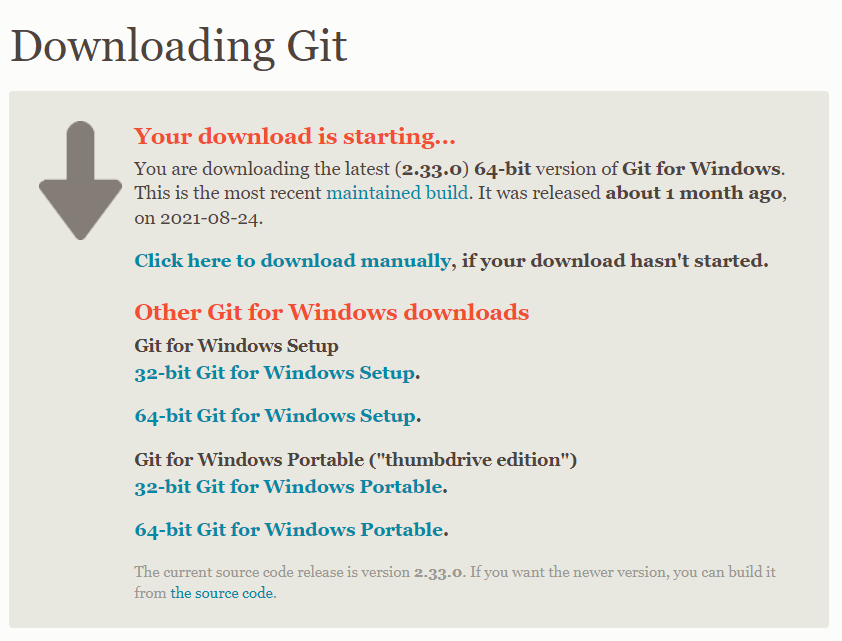 Downloading Git
Your download is starting...
You are downloading the latest (2.33.0) 64-bit version of Git for Windows.
This is the most recent maintained build. It was released about 1 month ago,
on 2021-08-24.
Click here to download manually, if your download hasn't started.
Other Git for Windows downloads
Git for Windows Setup
32-bit Git for Windows Setup.
64-bit Git for Windows Setup.
Git for Windows Portable ("thumbdrive edition")
32-bit Git for Windows Portable.
64-bit Git for Windows Portable.
The current source code release is version 2.33.0. If you want the newer version, you can build it
from the source code.